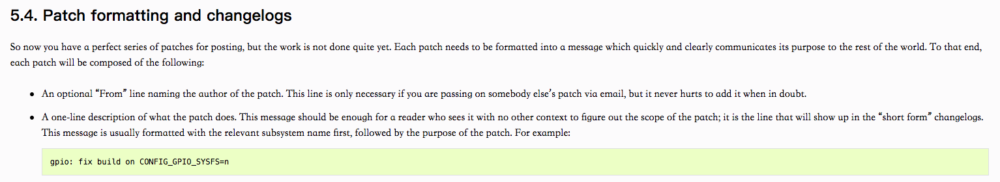 5.4. Patch formatting and changelogs
So now you have a perfect series of patches for posting, but the work is not done quite yet. Each patch needs to be formatted into a message which quickly and clearly communicates its purpose to the rest of the world. To that end,
each patch will be composed of the following:
• An optional “From” line naming the author of the patch. This line is only necessary if you are passing on somebody else’s patch via email, but it never hurts to add it when in doubt.
• A one-line description of what the patch does. This message should be enough for a reader who sees it with no other context to figure out the scope of the patch; it is the line that will show up in the “short form” changelogs.
This message is usually formatted with the relevant subsystem name first, followed by the purpose of the patch. For example:
gpio: fix build on CONFIG_GPIO_SYSFS=n